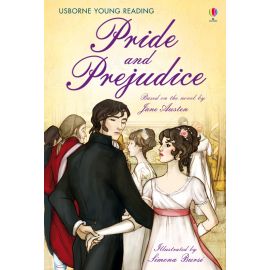 USBORNE YOUNG READING
Pride
and
Prejudice
Based on the novel by
Jane Austen
Illustrated by
Simona Bursi